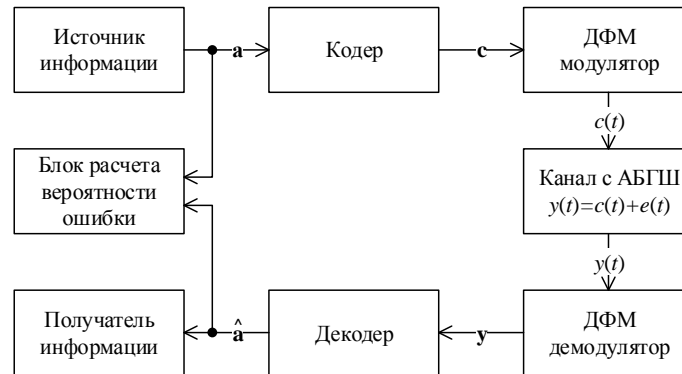 Источник
информации
a
Кодер
c
ДФМ
модулятор
c(t)
Блок расчета
вероятности
ошибки
Канал с АБГШ
y(t)=c(t)+e(t)
y(t)
Получатель
информации
â
Декодер
y
ДФМ
демодулятор